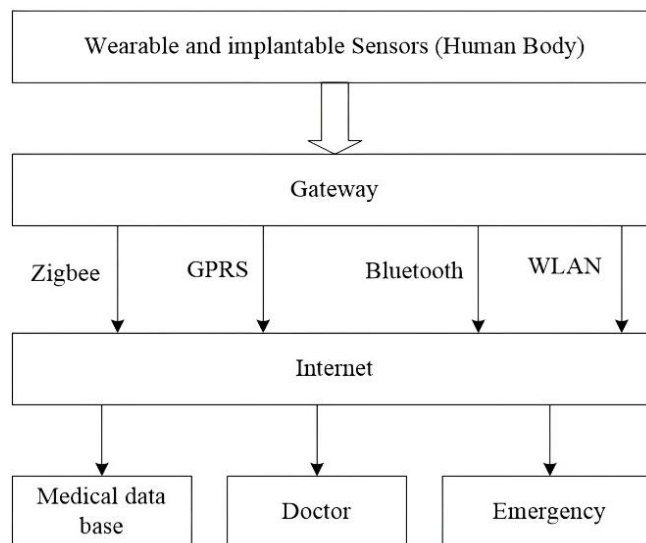 Wearable and implantable Sensors (Human Body)
Gateway
Zigbee
GPRS
Bluetooth
WLAN
Internet
Medical data
base
Doctor
Emergency